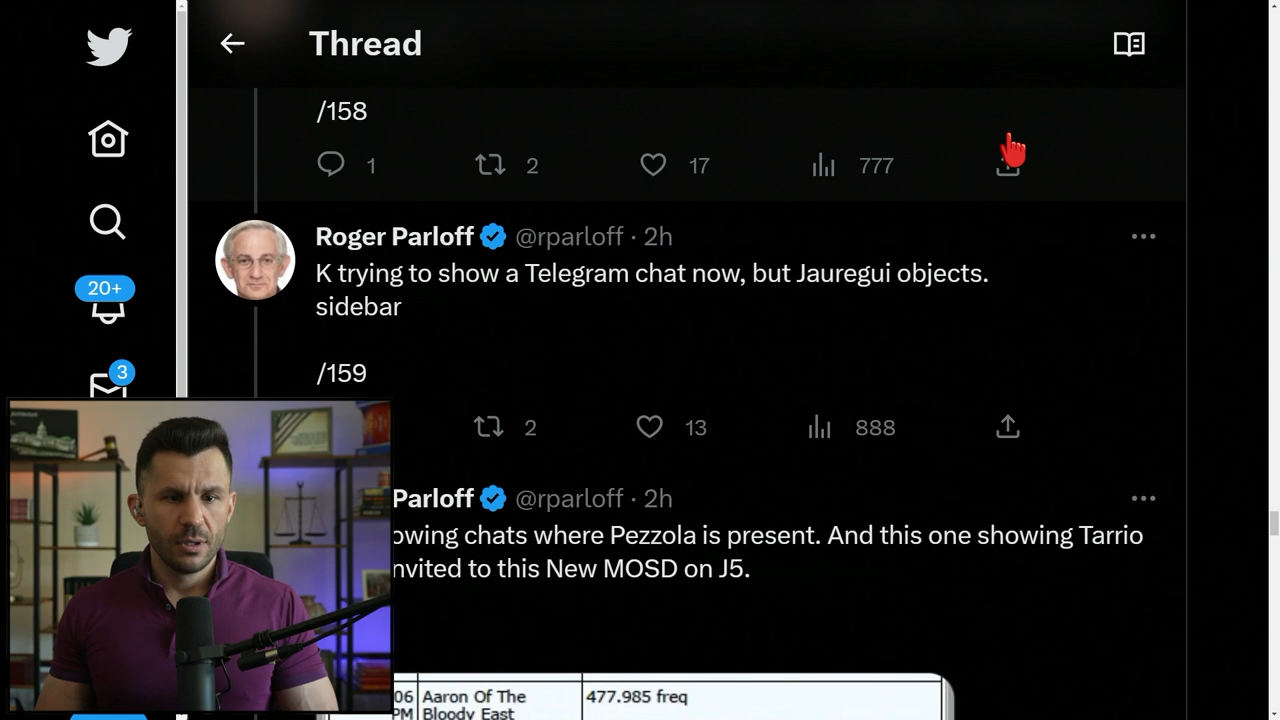 Thread
/158
1 2 17 777
20+
3
Roger Parloff @rparloff · 2h
K trying to show a Telegram chat now, but Jauregui objects.
sidebar
/159
2 13 888
Parloff @rparloff · 2h
owing chats where Pezzola is present. And this one showing Tarrio
nvited to this New MOSD on J5.
06 Aaron Of The 477.985 freq
PM Bloody East